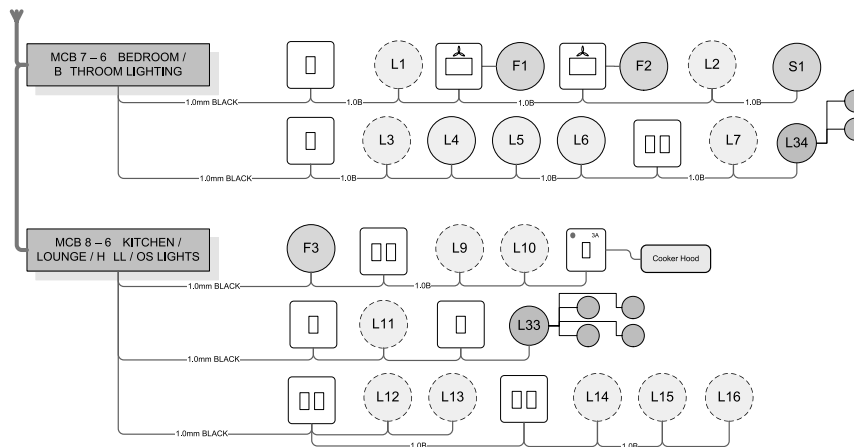 MCB 7 – 6 BEDROOM /
B THROOM LIGHTING
L1
F1
F2
L2
S1
1.0mm BLACK
1.0B
1.0B
1.0B
L3
L4
L5
L6
L7
L34
1.0mm BLACK
1.0B
1.0B
1.0B
MCB 8 – 6 KITCHEN /
LOUNGE / H LL / OS LIGHTS
F3
L9
L10
3A
Cooker Hood
1.0mm BLACK
1.0B
L11
L33
1.0mm BLACK
L12
L13
L14
L15
L16
1.0mm BLACK
1.0B
1.0B